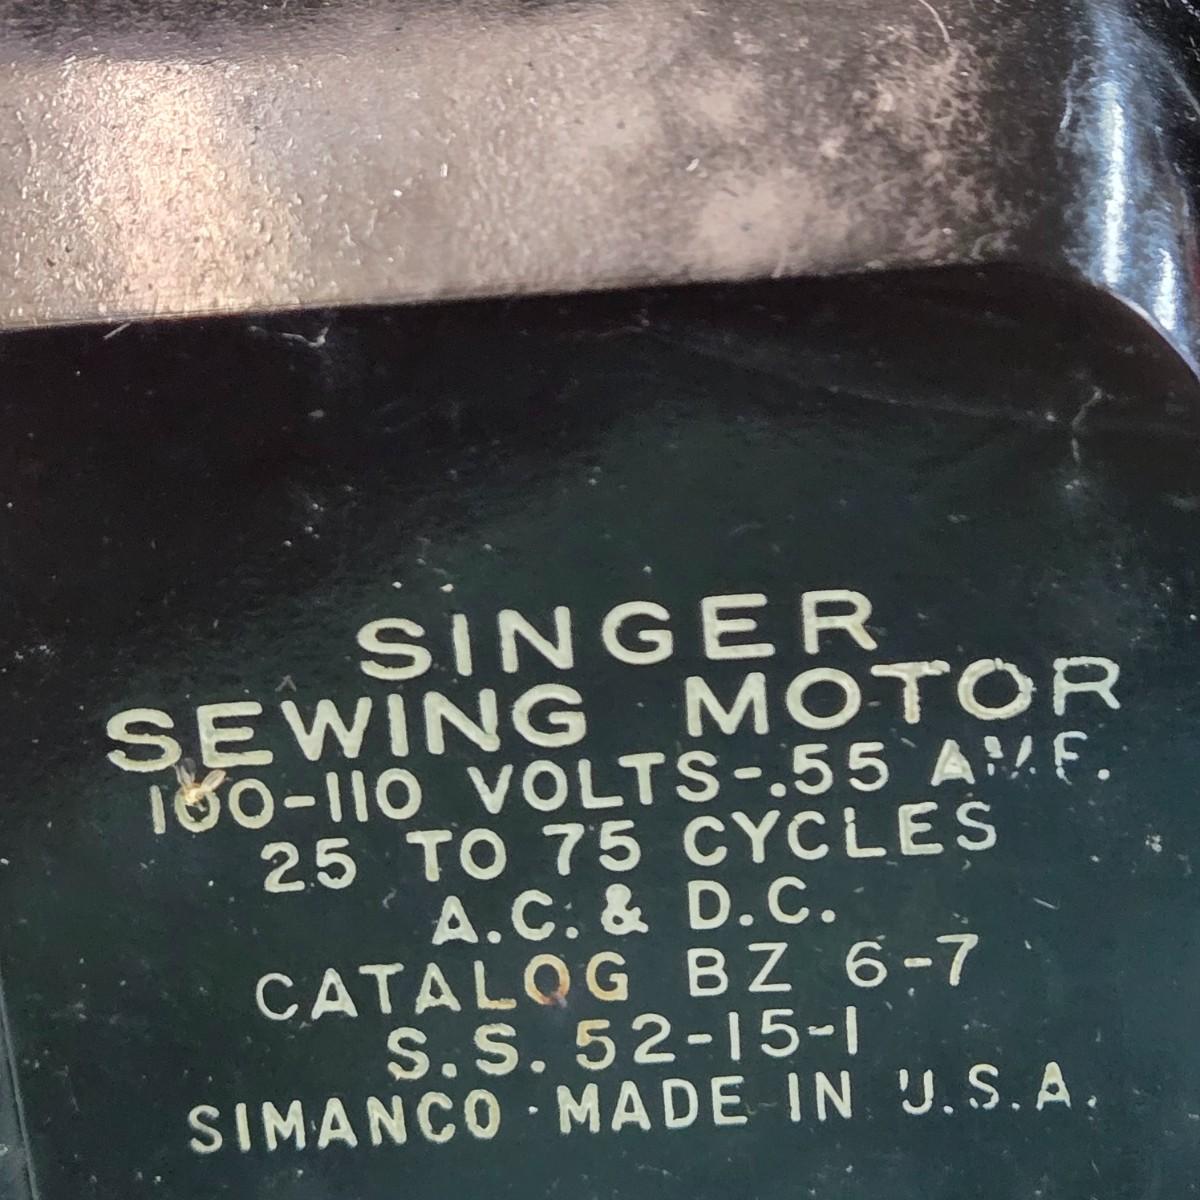 SINGER
SEWING MOTOR
100-110 VOLTS-.55 AMP.
25 TO 75 CYCLES
A.C. & D.C.
CATALOG BZ 6-7
S.S. 52-15-1
SIMANCO · MADE IN U.S.A.